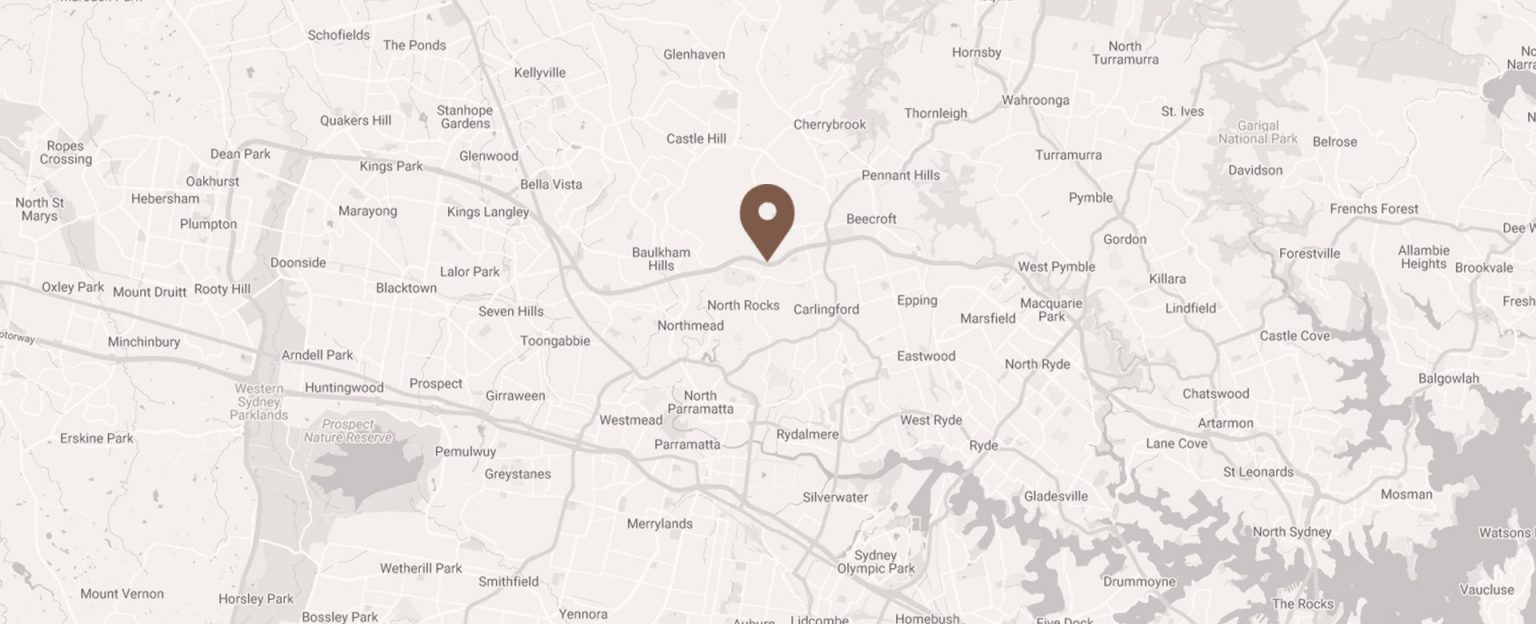 Schofields
The Ponds
Glenhaven
Hornsby
North
Turramurra
Kellyville
Stanhope
Gardens
Quakers Hill
Thornleigh
Wahroonga
St. Ives
Cherrybrook
Castle Hill
Garigal
National Park
Belrose
Ropes
Crossing
Dean Park
Kings Park
Glenwood
Turramurra
Davidson
Oakhurst
Bella Vista
Pennant Hills
Hebersham
Pymble
North St
Marys
Marayong
Kings Langley
Frenchs Forest
Plumpton
Beecroft
Dee W
Gordon
Baulkham
Hills
Forestville
Allambie
Heights
Doonside
Lalor Park
West Pymble
Brookvale
Killara
Oxley Park
Mount Druitt
Rooty Hill
Blacktown
North Rocks
Carlingford
Epping
Macquarie
Park
Lindfield
Fresh
Seven Hills
Northmead
Marsfield
otorway
Minchinbury
Toongabbie
Castle Cove
Arndell Park
Eastwood
North Ryde
Balgowlah
Western
Sydney
Parklands
Huntingwood
Prospect
Girraween
North
Parramatta
Chatswood
Prospect
Nature Reserve
Westmead
West Ryde
Artarmon
Erskine Park
Parramatta
Rydalmere
Ryde
Lane Cove
Pemulwuy
Greystanes
St Leonards
Silverwater
Gladesville
Mosman
Merrylands
North Sydney
Watsons
Sydney
Olympic Park
Wetherill Park
Smithfield
Drummoyne
Mount Vernon
Horsley Park
Vaucluse
The Rocks
Bossley Park
Yennora
Auburn
Lidcombe
Homebush
Five Dock